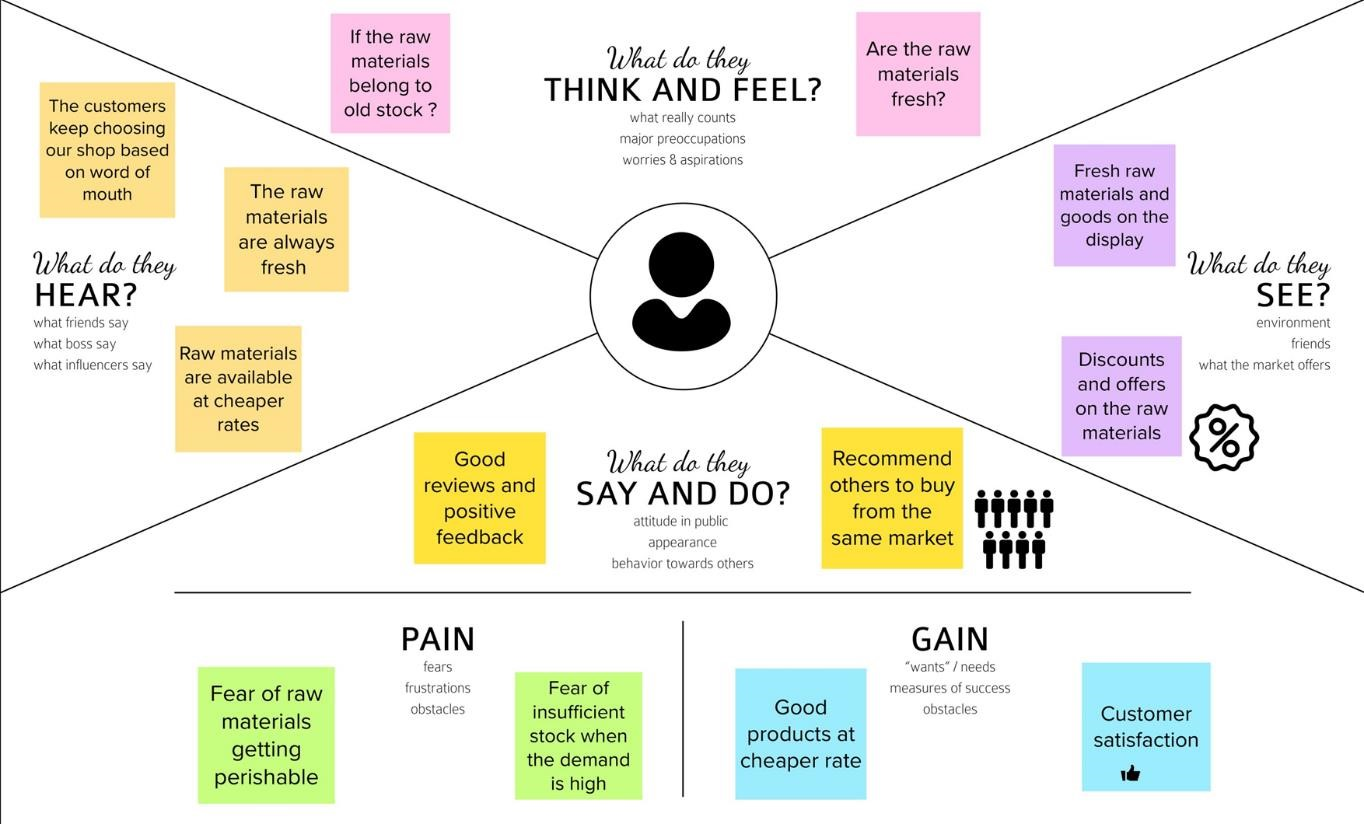 If the raw
materials
belong to
old stock ?
What do they
THINK AND FEEL?
what really counts
major preoccupations
worries & aspirations
Are the raw
materials
fresh?
The customers
keep choosing
our shop based
on word of
mouth
The raw
materials
are always
fresh
What do they
HEAR?
what friends say
what boss say
what influencers say
Raw materials
are available
at cheaper
rates
Fresh raw
materials and
goods on the
display
What do they
SEE?
environment
friends
what the market offers
Discounts
and offers
on the raw
materials
%
Good
reviews and
positive
feedback
What do they
SAY AND DO?
attitude in public
appearance
behavior towards others
Recommend
others to buy
from the
same market
PAIN
fears
frustrations
obstacles
Fear of raw
materials
getting
perishable
Fear of
insufficient
stock when
the demand
is high
GAIN
“wants” / needs
measures of success
obstacles
Good
products at
cheaper rate
Customer
satisfaction